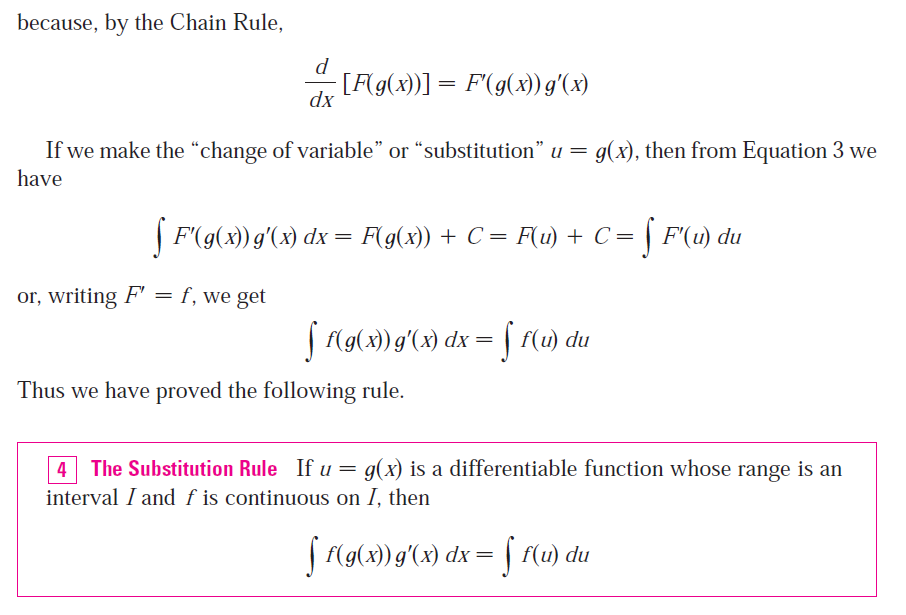 because, by the Chain Rule,
d/dx [F(g(x))] = F′(g(x)) g′(x)
If we make the “change of variable” or “substitution” u = g(x), then from Equation 3 we
have
∫ F′(g(x)) g′(x) dx = F(g(x)) + C = F(u) + C = ∫ F′(u) du
or, writing F′ = f, we get
∫ f(g(x)) g′(x) dx = ∫ f(u) du
Thus we have proved the following rule.
4 The Substitution Rule If u = g(x) is a differentiable function whose range is an
interval I and f is continuous on I, then
∫ f(g(x)) g′(x) dx = ∫ f(u) du